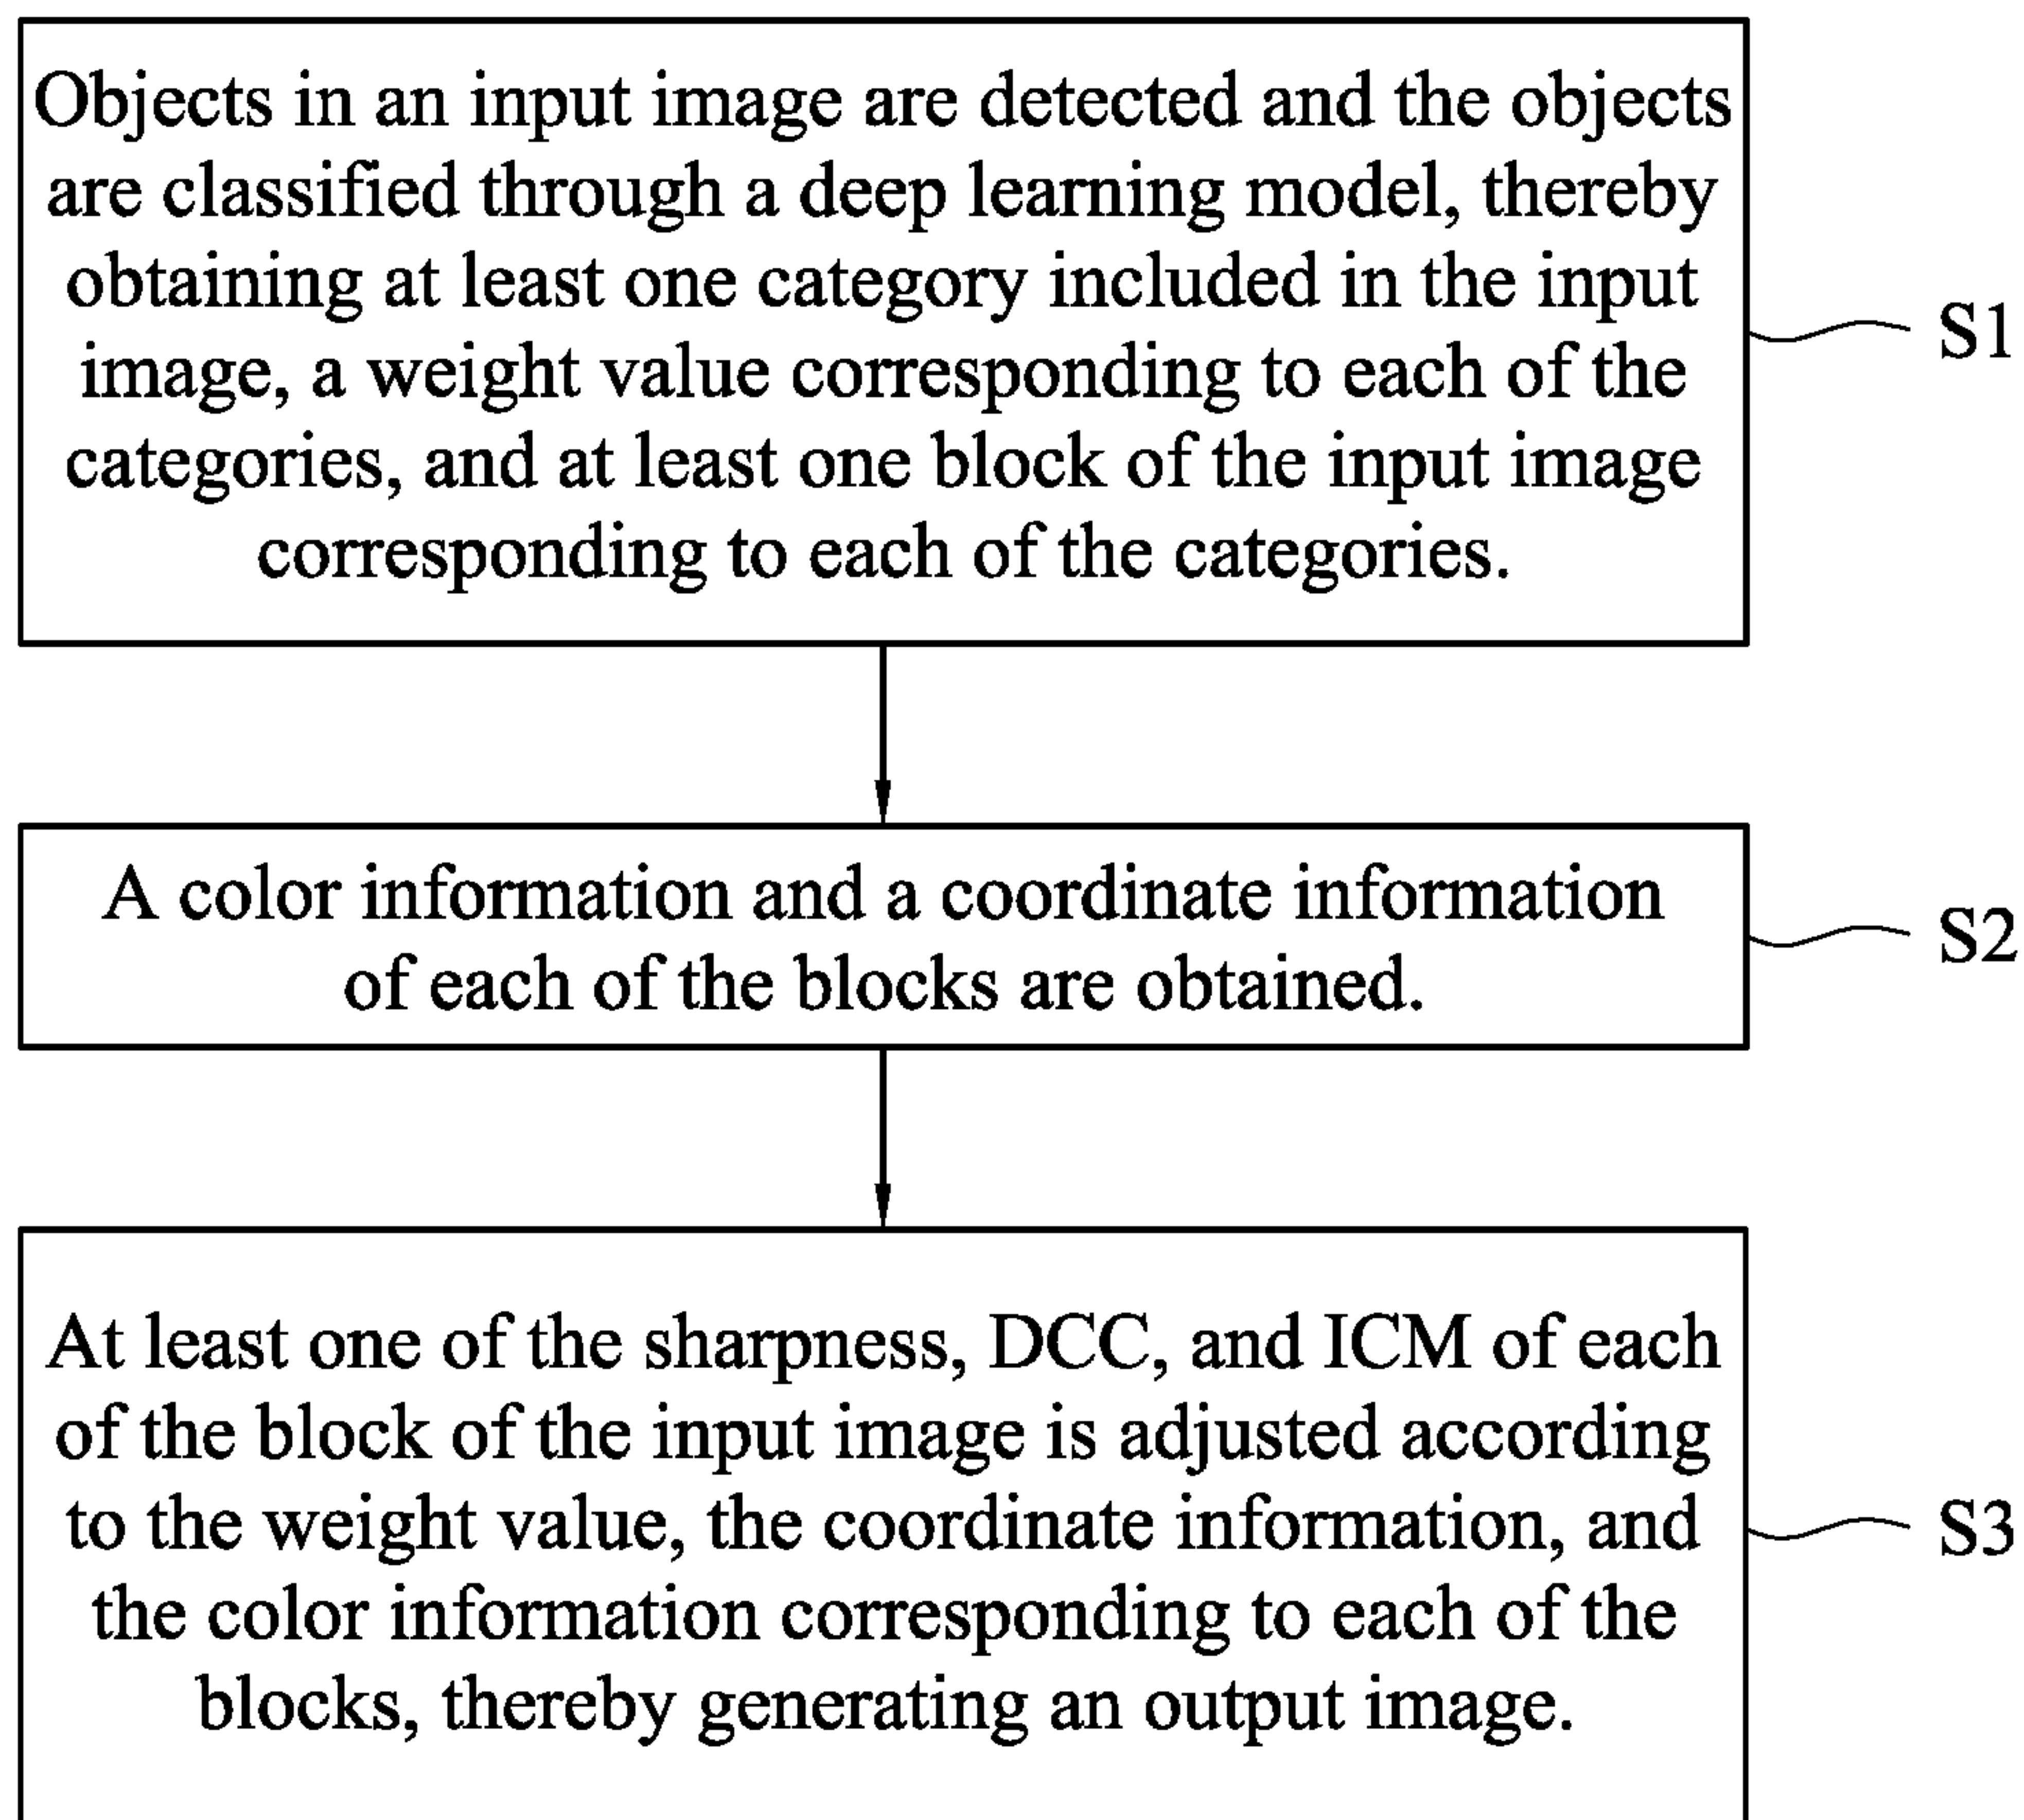 Objects in an input image are detected and the objects
are classified through a deep learning model, thereby
obtaining at least one category included in the input
image, a weight value corresponding to each of the
categories, and at least one block of the input image
corresponding to each of the categories.
S1
A color information and a coordinate information
of each of the blocks are obtained.
S2
At least one of the sharpness, DCC, and ICM of each
of the block of the input image is adjusted according
to the weight value, the coordinate information, and
the color information corresponding to each of the
blocks, thereby generating an output image.
S3